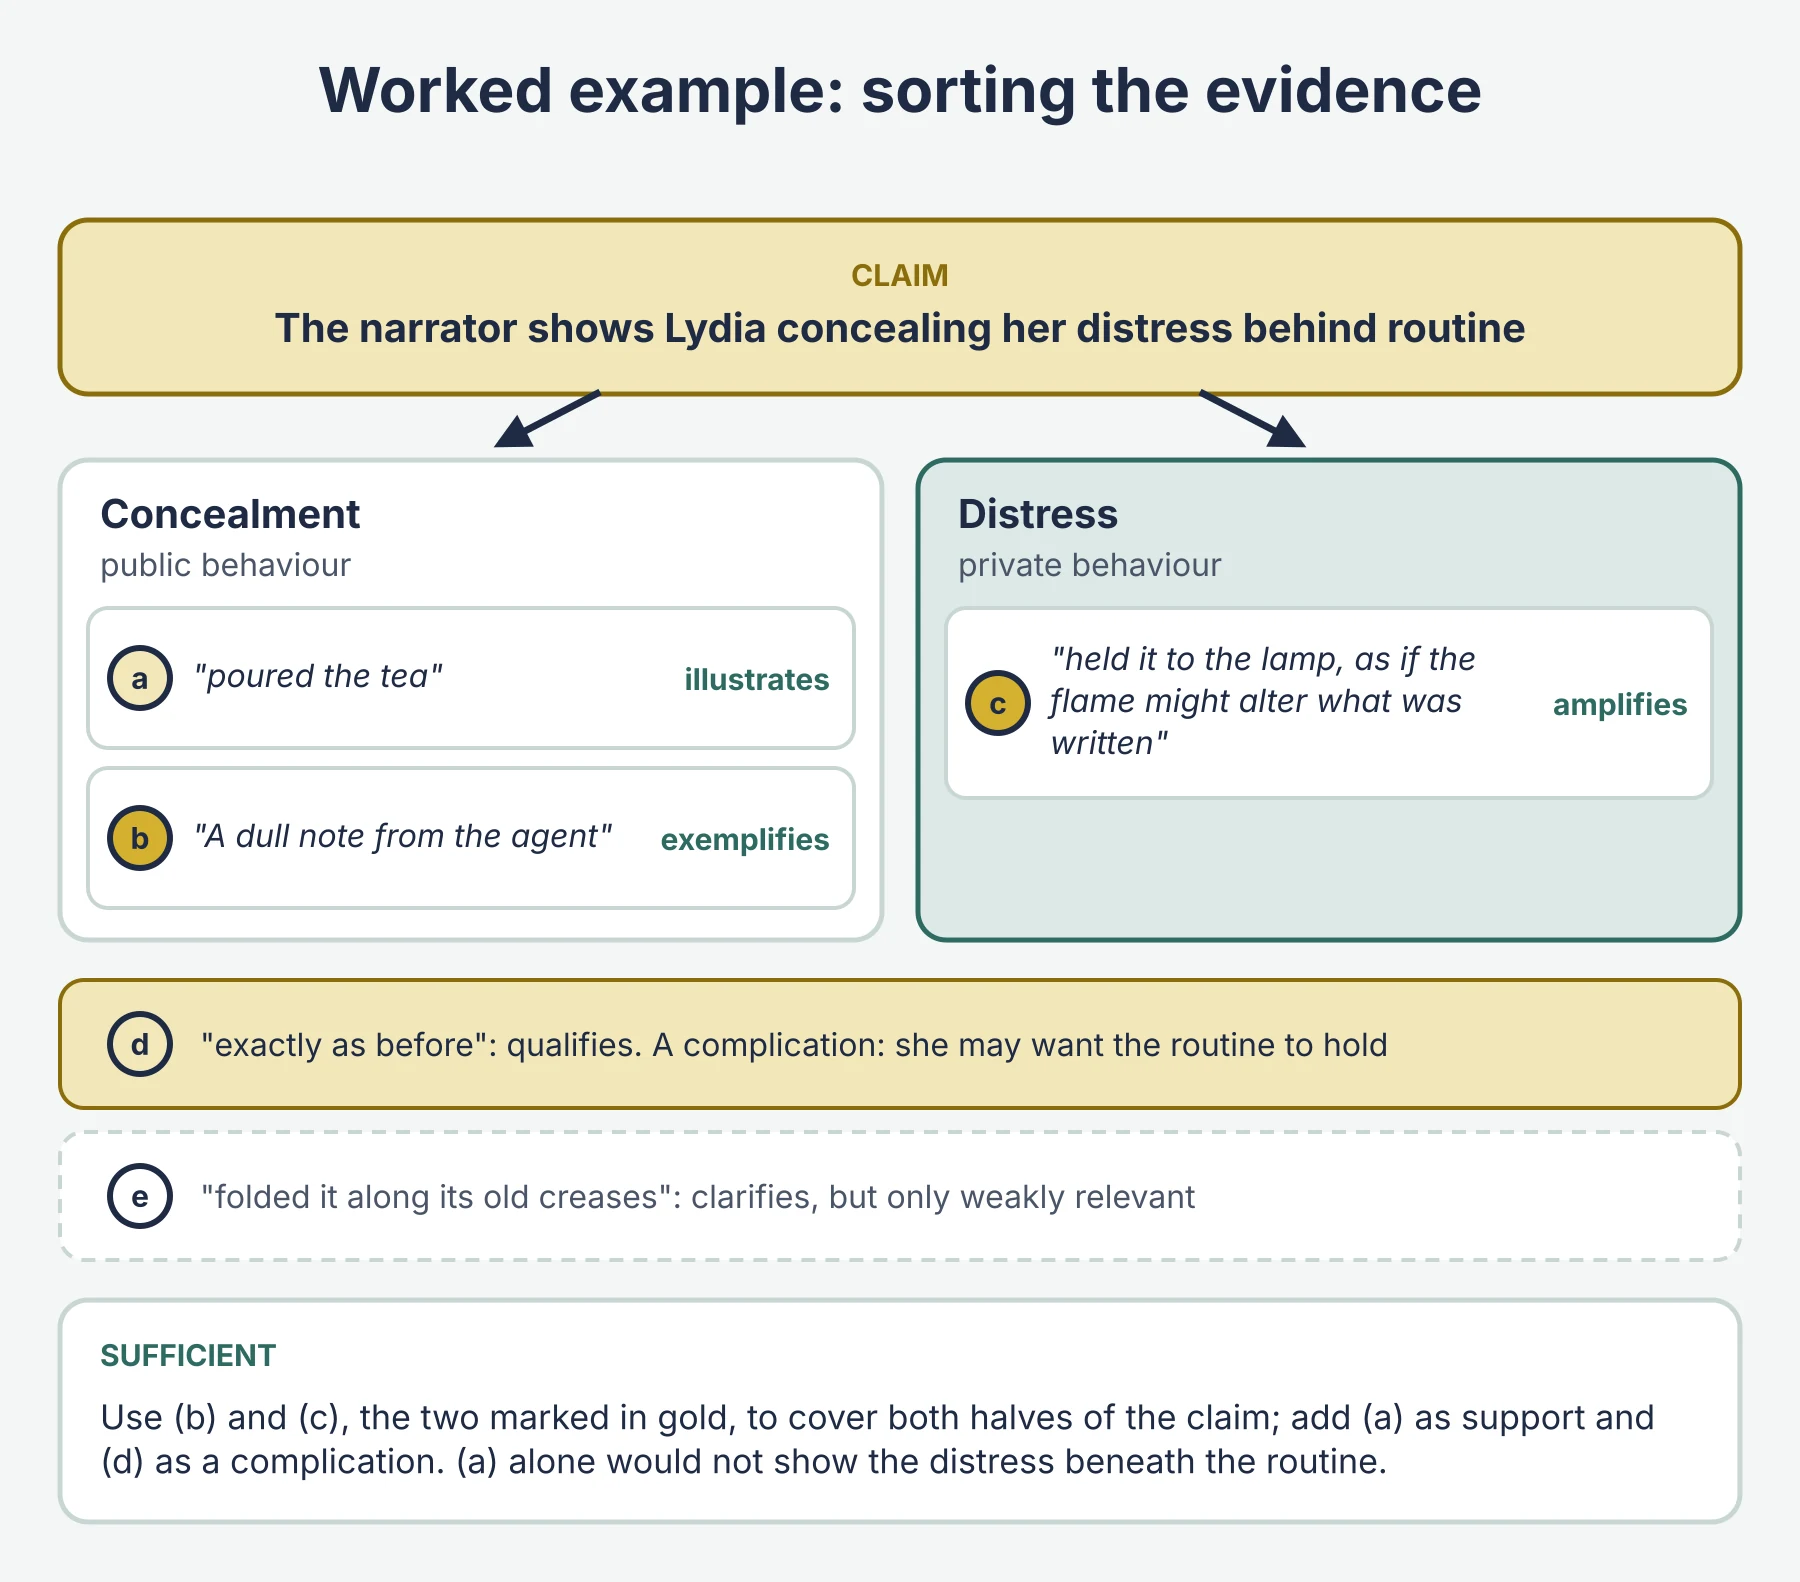 Worked example: sorting the evidence
CLAIM
The narrator shows Lydia concealing her distress behind routine
Concealment
public behaviour
a
"poured the tea"
illustrates
b
"A dull note from the agent"
exemplifies
Distress
private behaviour
c
"held it to the lamp, as if the
flame might alter what was
written"
amplifies
d
"exactly as before": qualifies. A complication: she may want the routine to hold
e
"folded it along its old creases": clarifies, but only weakly relevant
SUFFICIENT
Use (b) and (c), the two marked in gold, to cover both halves of the claim; add (a) as support and
(d) as a complication. (a) alone would not show the distress beneath the routine.